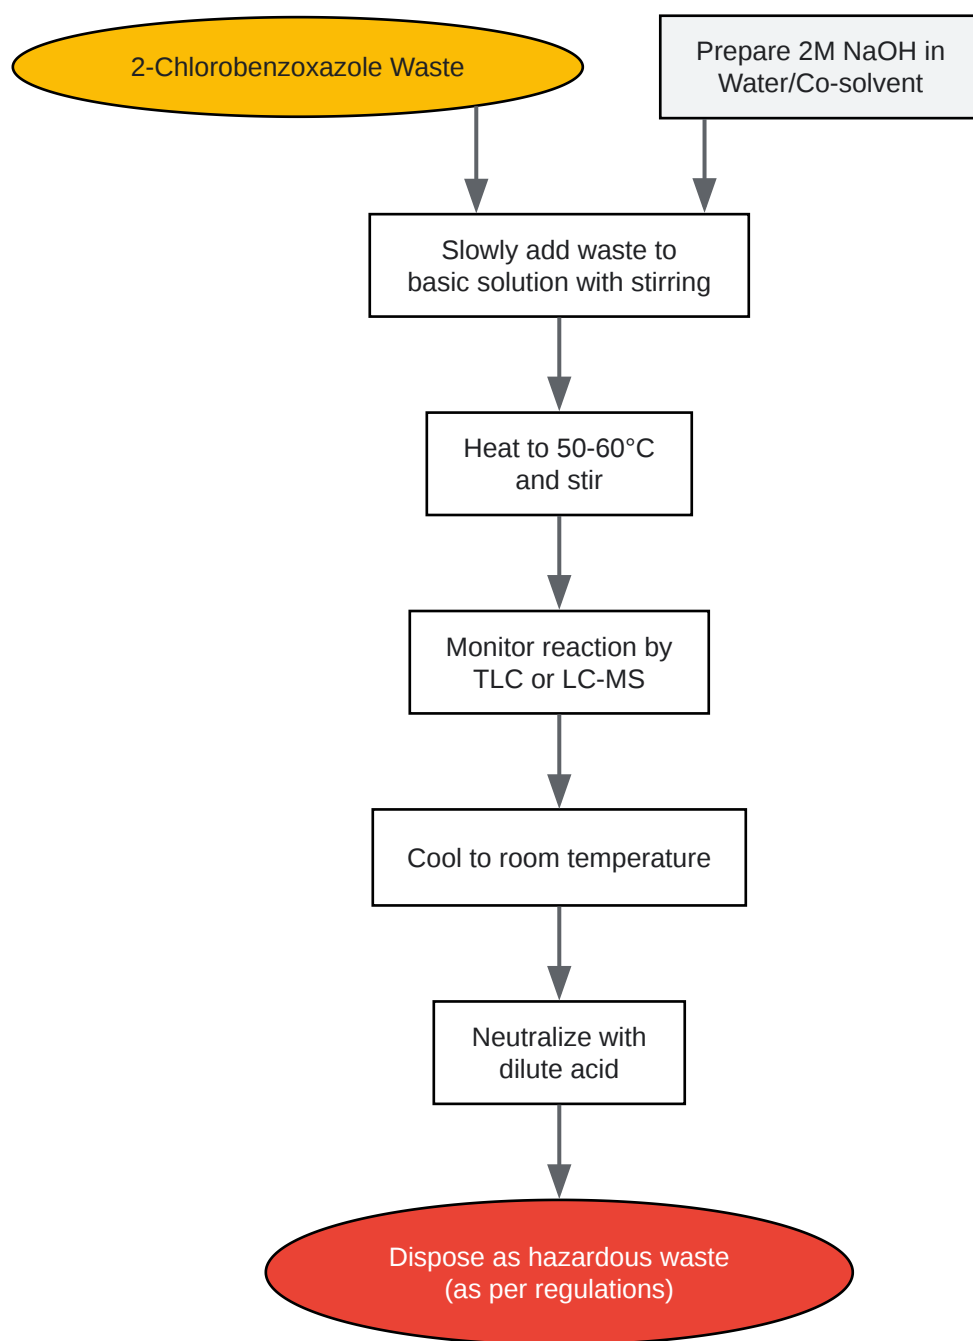 2-Chlorobenzoxazole Waste
Prepare 2M NaOH in
Water/Co-solvent
Slowly add waste to
basic solution with stirring
Heat to 50-60°C
and stir
Monitor reaction by
TLC or LC-MS
Cool to room temperature
Neutralize with
dilute acid
Dispose as hazardous waste
(as per regulations)